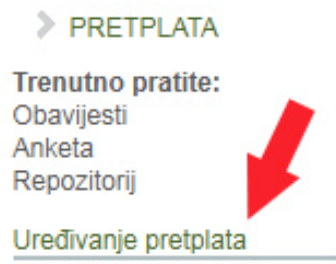 PRETPLATA
Trenutno pratite:
Obavijesti
Anketa
Repozitorij
Uređivanje pretplata